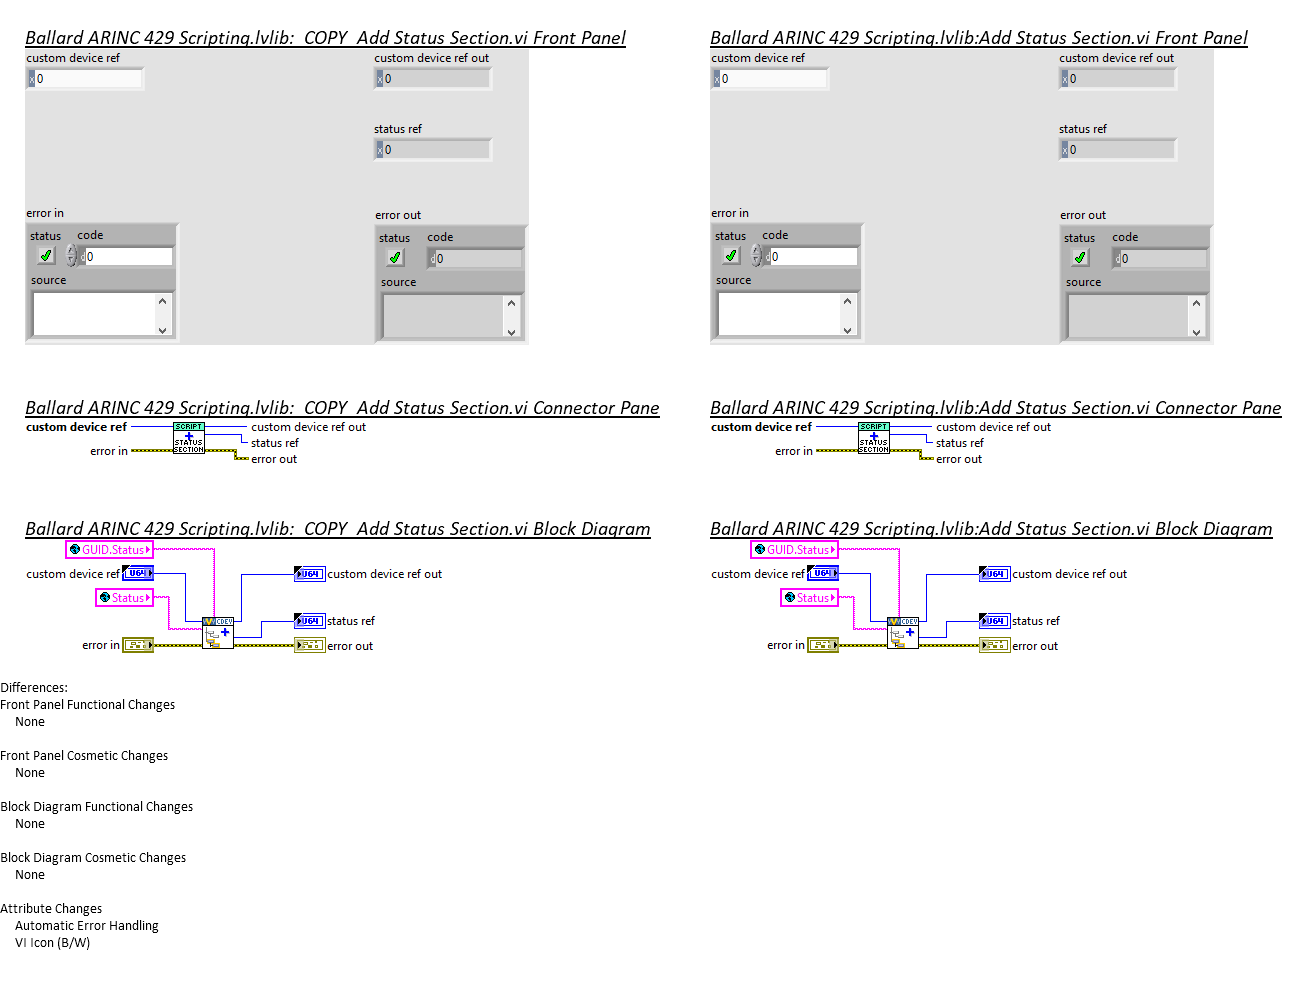 Ballard ARINC 429 Scripting.lvlib:  COPY  Add Status Section.vi Front Panel
custom device ref
custom device ref out
x 0
x 0
status ref
x 0
error in
error out
status
code
status
code
d 0
d 0
source
source
Ballard ARINC 429 Scripting.lvlib:Add Status Section.vi Front Panel
custom device ref
custom device ref out
x 0
x 0
status ref
x 0
error in
error out
status
code
status
code
d 0
d 0
source
source
Ballard ARINC 429 Scripting.lvlib:  COPY  Add Status Section.vi Connector Pane
custom device ref
SCRIPT
custom device ref out
STATUS
status ref
error in
SECTION
error out
Ballard ARINC 429 Scripting.lvlib:Add Status Section.vi Connector Pane
custom device ref
SCRIPT
custom device ref out
STATUS
status ref
error in
SECTION
error out
Ballard ARINC 429 Scripting.lvlib:  COPY  Add Status Section.vi Block Diagram
GUID.Status
custom device ref
U64
U64
custom device ref out
Status
CDEV
U64
status ref
error in
error out
Ballard ARINC 429 Scripting.lvlib:Add Status Section.vi Block Diagram
GUID.Status
custom device ref
U64
U64
custom device ref out
Status
CDEV
U64
status ref
error in
error out
Differences:
Front Panel Functional Changes
None
Front Panel Cosmetic Changes
None
Block Diagram Functional Changes
None
Block Diagram Cosmetic Changes
None
Attribute Changes
Automatic Error Handling
VI Icon (B/W)